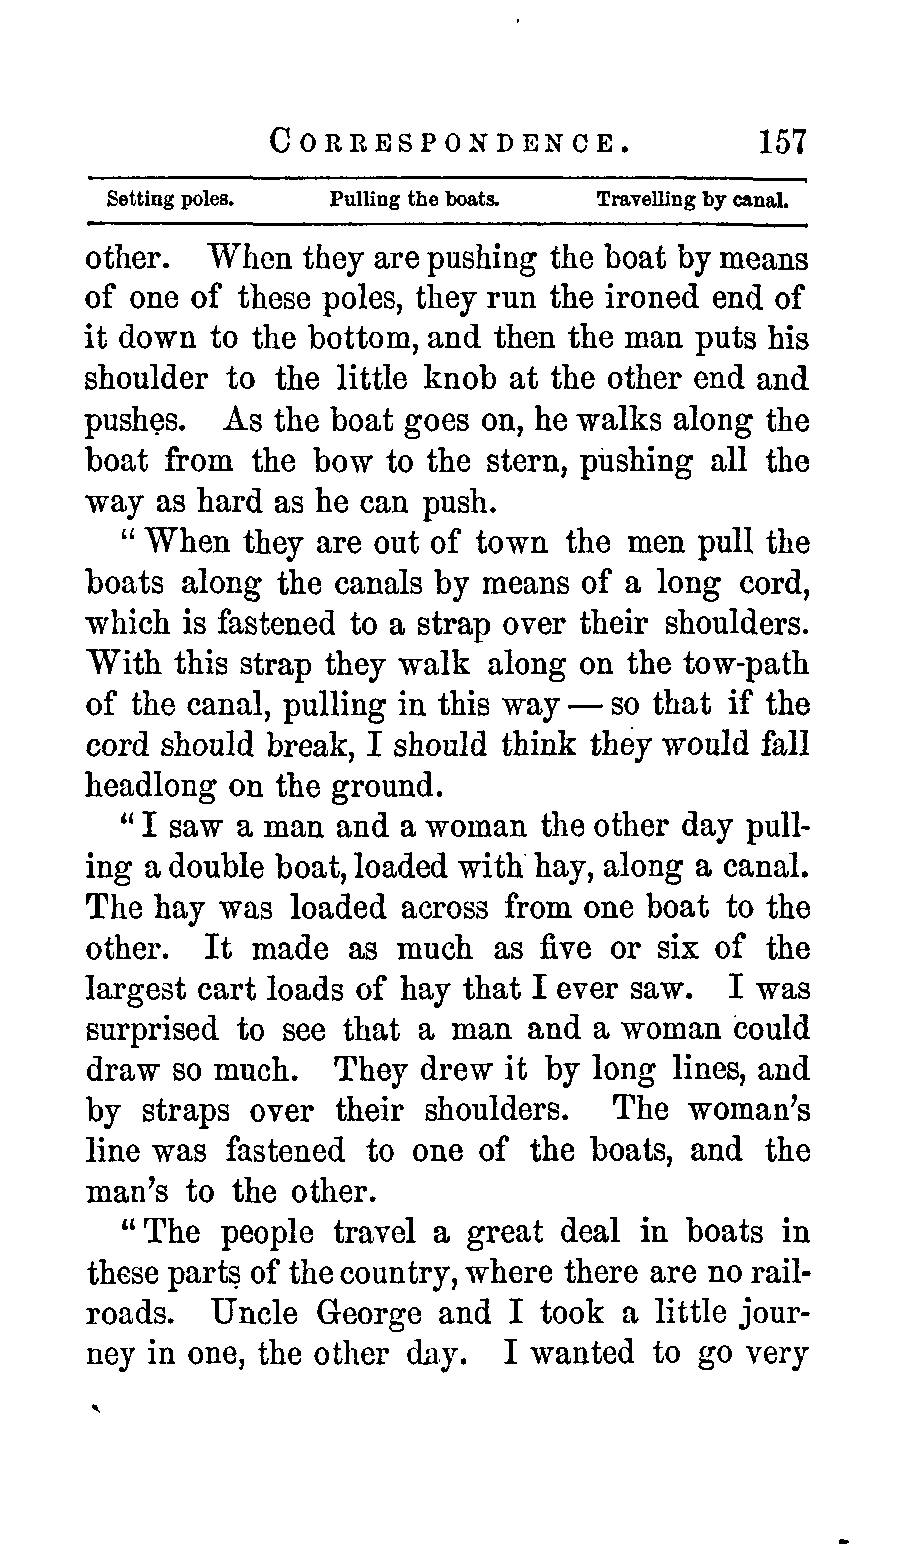 CORRESPONDENCE. 157
Setting poles. Pulling the boats. Travelling by canal.
other. When they are pushing the boat by means
of one of these poles, they run the ironed end of
it down to the bottom, and then the man puts his
shoulder to the little knob at the other end and
pushes. As the boat goes on, he walks along the
boat from the bow to the stern, pushing all the
way as hard as he can push.
“When they are out of town the men pull the
boats along the canals by means of a long cord,
which is fastened to a strap over their shoulders.
With this strap they walk along on the tow-path
of the canal, pulling in this way — so that if the
cord should break, I should think they would fall
headlong on the ground.
“I saw a man and a woman the other day pull-
ing a double boat, loaded with hay, along a canal.
The hay was loaded across from one boat to the
other. It made as much as five or six of the
largest cart loads of hay that I ever saw. I was
surprised to see that a man and a woman could
draw so much. They drew it by long lines, and
by straps over their shoulders. The woman’s
line was fastened to one of the boats, and the
man’s to the other.
“The people travel a great deal in boats in
these parts of the country, where there are no rail-
roads. Uncle George and I took a little jour-
ney in one, the other day. I wanted to go very